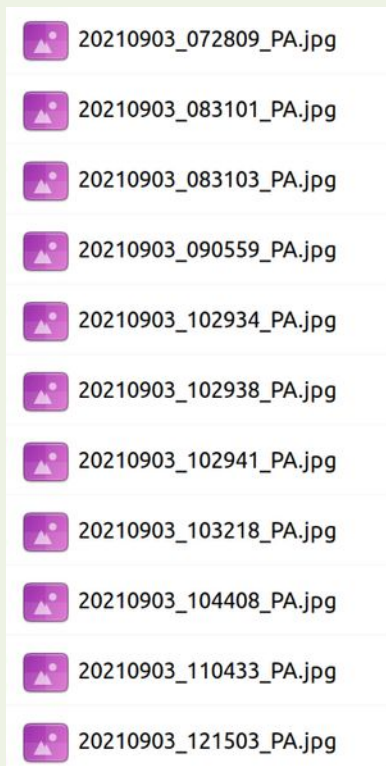 20210903_072809_PA.jpg
20210903_083101_PA.jpg
20210903_083103_PA.jpg
20210903_090559_PA.jpg
20210903_102934_PA.jpg
20210903_102938_PA.jpg
20210903_102941_PA.jpg
20210903_103218_PA.jpg
20210903_104408_PA.jpg
20210903_110433_PA.jpg
20210903_121503_PA.jpg